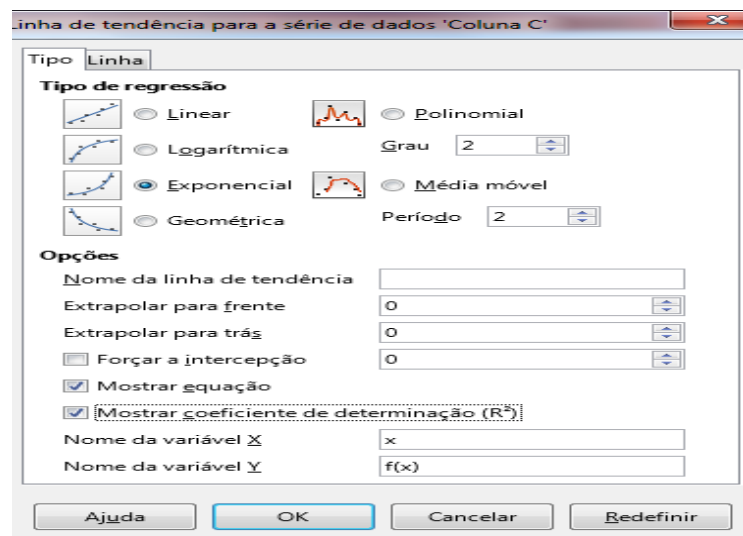 Linha de tendência para a série de dados 'Coluna C'
Tipo Linha
Tipo de regressão
Linear Polinomial
Logarítmica Grau 2
Exponencial Média móvel
Geométrica Período 2
Opções
Nome da linha de tendência
Extrapolar para frente 0
Extrapolar para trás 0
Forçar a intercepção 0
Mostrar equação
Mostrar coeficiente de determinação (R²)
Nome da variável X x
Nome da variável Y f(x)
Ajuda OK Cancelar Redefinir